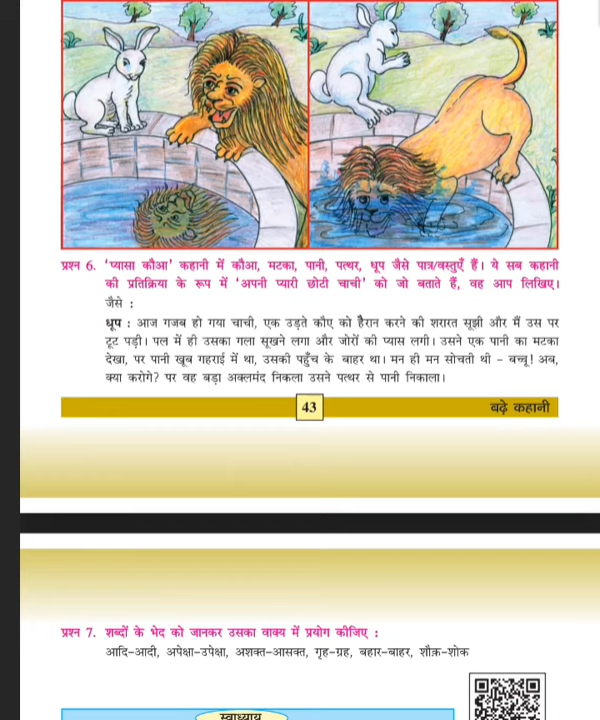 प्रश्न 6. 'प्यासा कौआ' कहानी में कौआ, मटका, पानी, पत्थर, धूप जैसे पात्र/वस्तुएँ हैं। ये सब कहानी
की प्रतिक्रिया के रूप में 'अपनी प्यारी छोटी चाची' को जो बताते हैं, वह आप लिखिए।
जैसे :
धूप : आज गजब हो गया चाची, एक उड़ते कौए को हैरान करने की शरारत सूझी और मैं उस पर
टूट पड़ी। पल में ही उसका गला सूखने लगा और जोरों की प्यास लगी। उसने एक पानी का मटका
देखा, पर पानी खूब गहराई में था, उसकी पहुँच के बाहर था। मन ही मन सोचती थी - बच्चू! अब,
क्या करोगे? पर वह बड़ा अक्लमंद निकला उसने पत्थर से पानी निकाला।
43
बढ़े कहानी
प्रश्न 7. शब्दों के भेद को जानकर उसका वाक्य में प्रयोग कीजिए :
आदि-आदी, अपेक्षा-उपेक्षा, अशक्त-आसक्त, गृह-ग्रह, बहार-बाहर, शौक़-शोक
स्वाध्याय